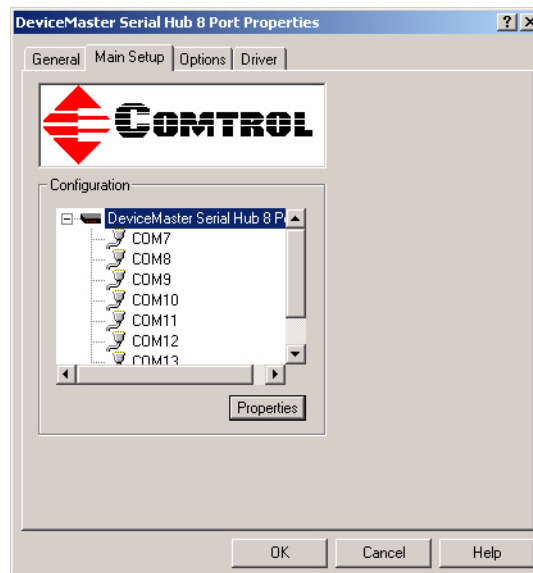 DeviceMaster Serial Hub 8 Port Properties
General Main Setup Options Driver
COMTROL
Configuration
DeviceMaster Serial Hub 8 P
COM7
COM8
COM9
COM10
COM11
COM12
COM13
Properties
OK Cancel Help